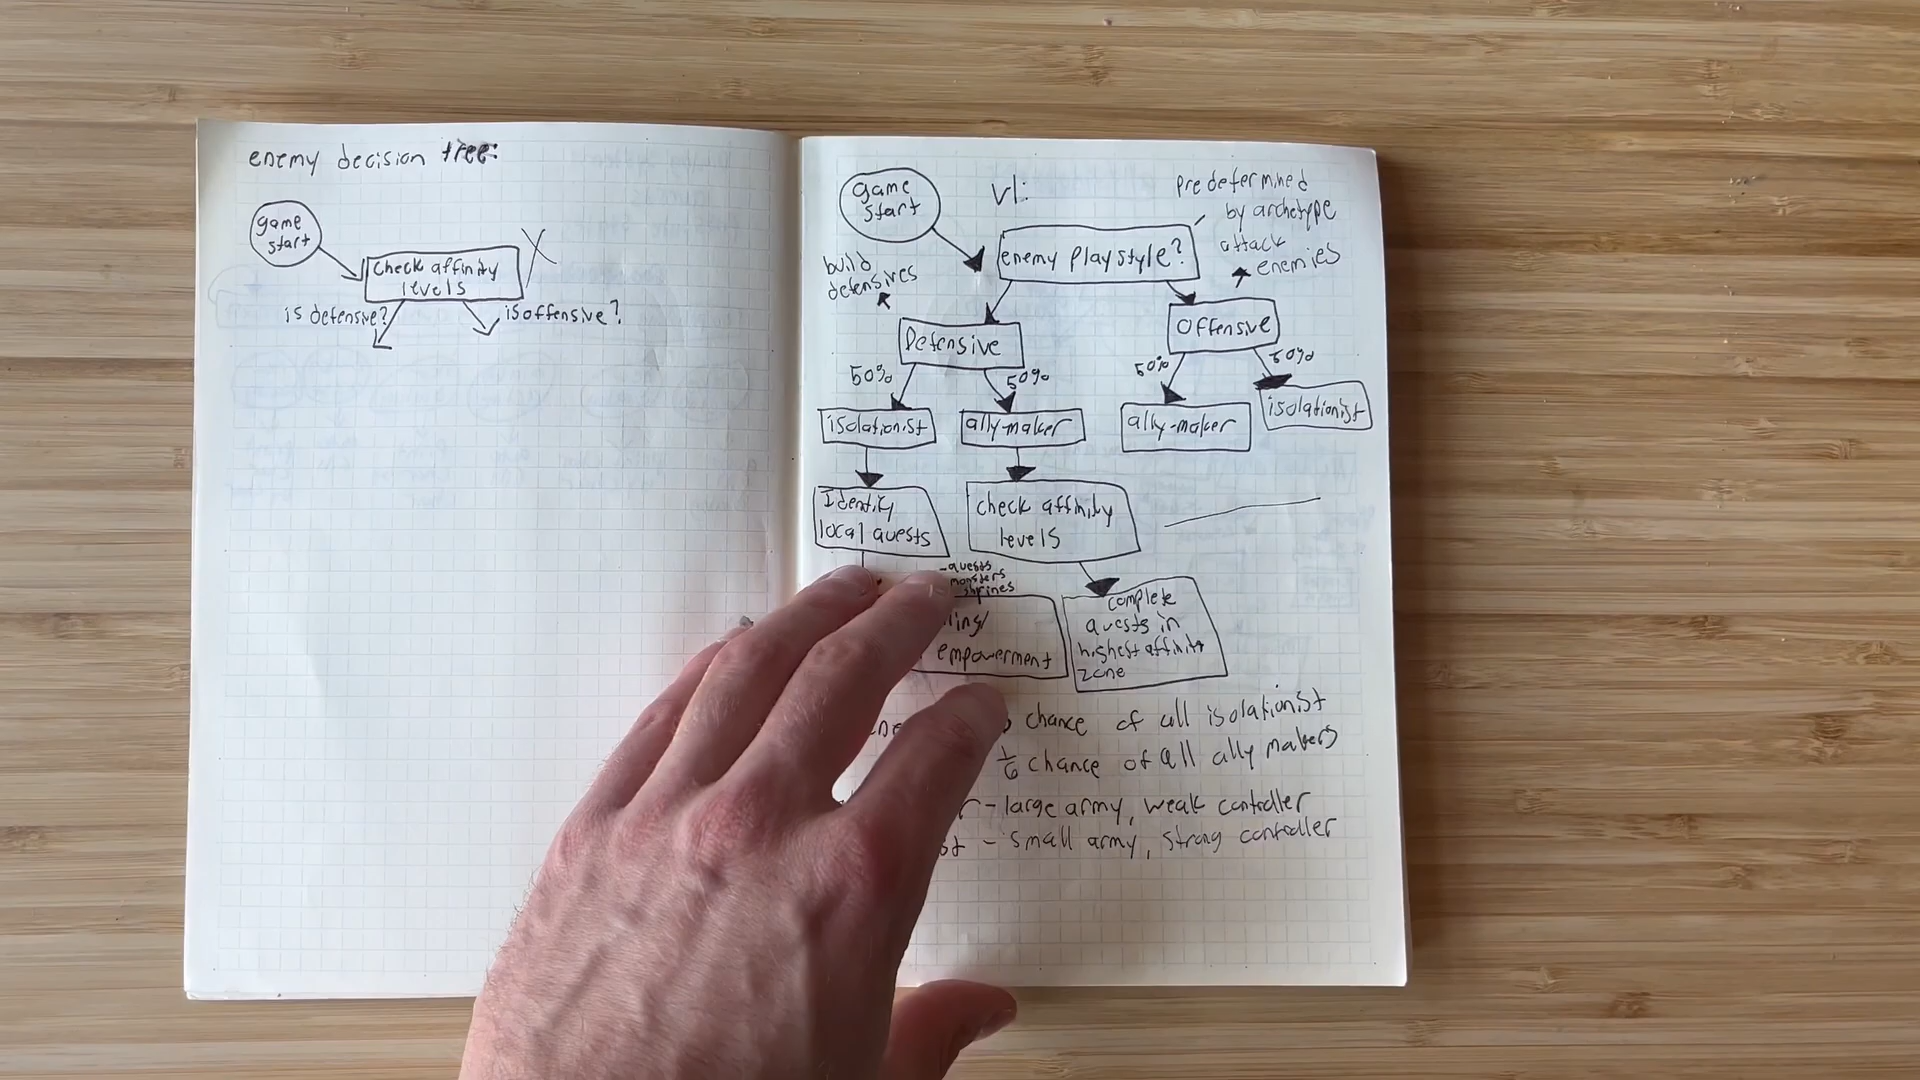 enemy decision tree:
game
start
check affinity
levels
is defensive?
isoffensive?
game
start
v1:
predetermined
by archetype
attack
enemies
enemy playstyle?
build
defensives
Defensive
Offensive
50%
50%
50%
50%
isolationist
ally-maker
ally-maker
isolationist
Identify
local quests
check affinity
levels
-quests
monsters
shrines
empowerment
complete
quests in
highest affinity
zone
chance of all isolationist
1/6 chance of all ally makers
- large army, weak controller
- small army, strong controller